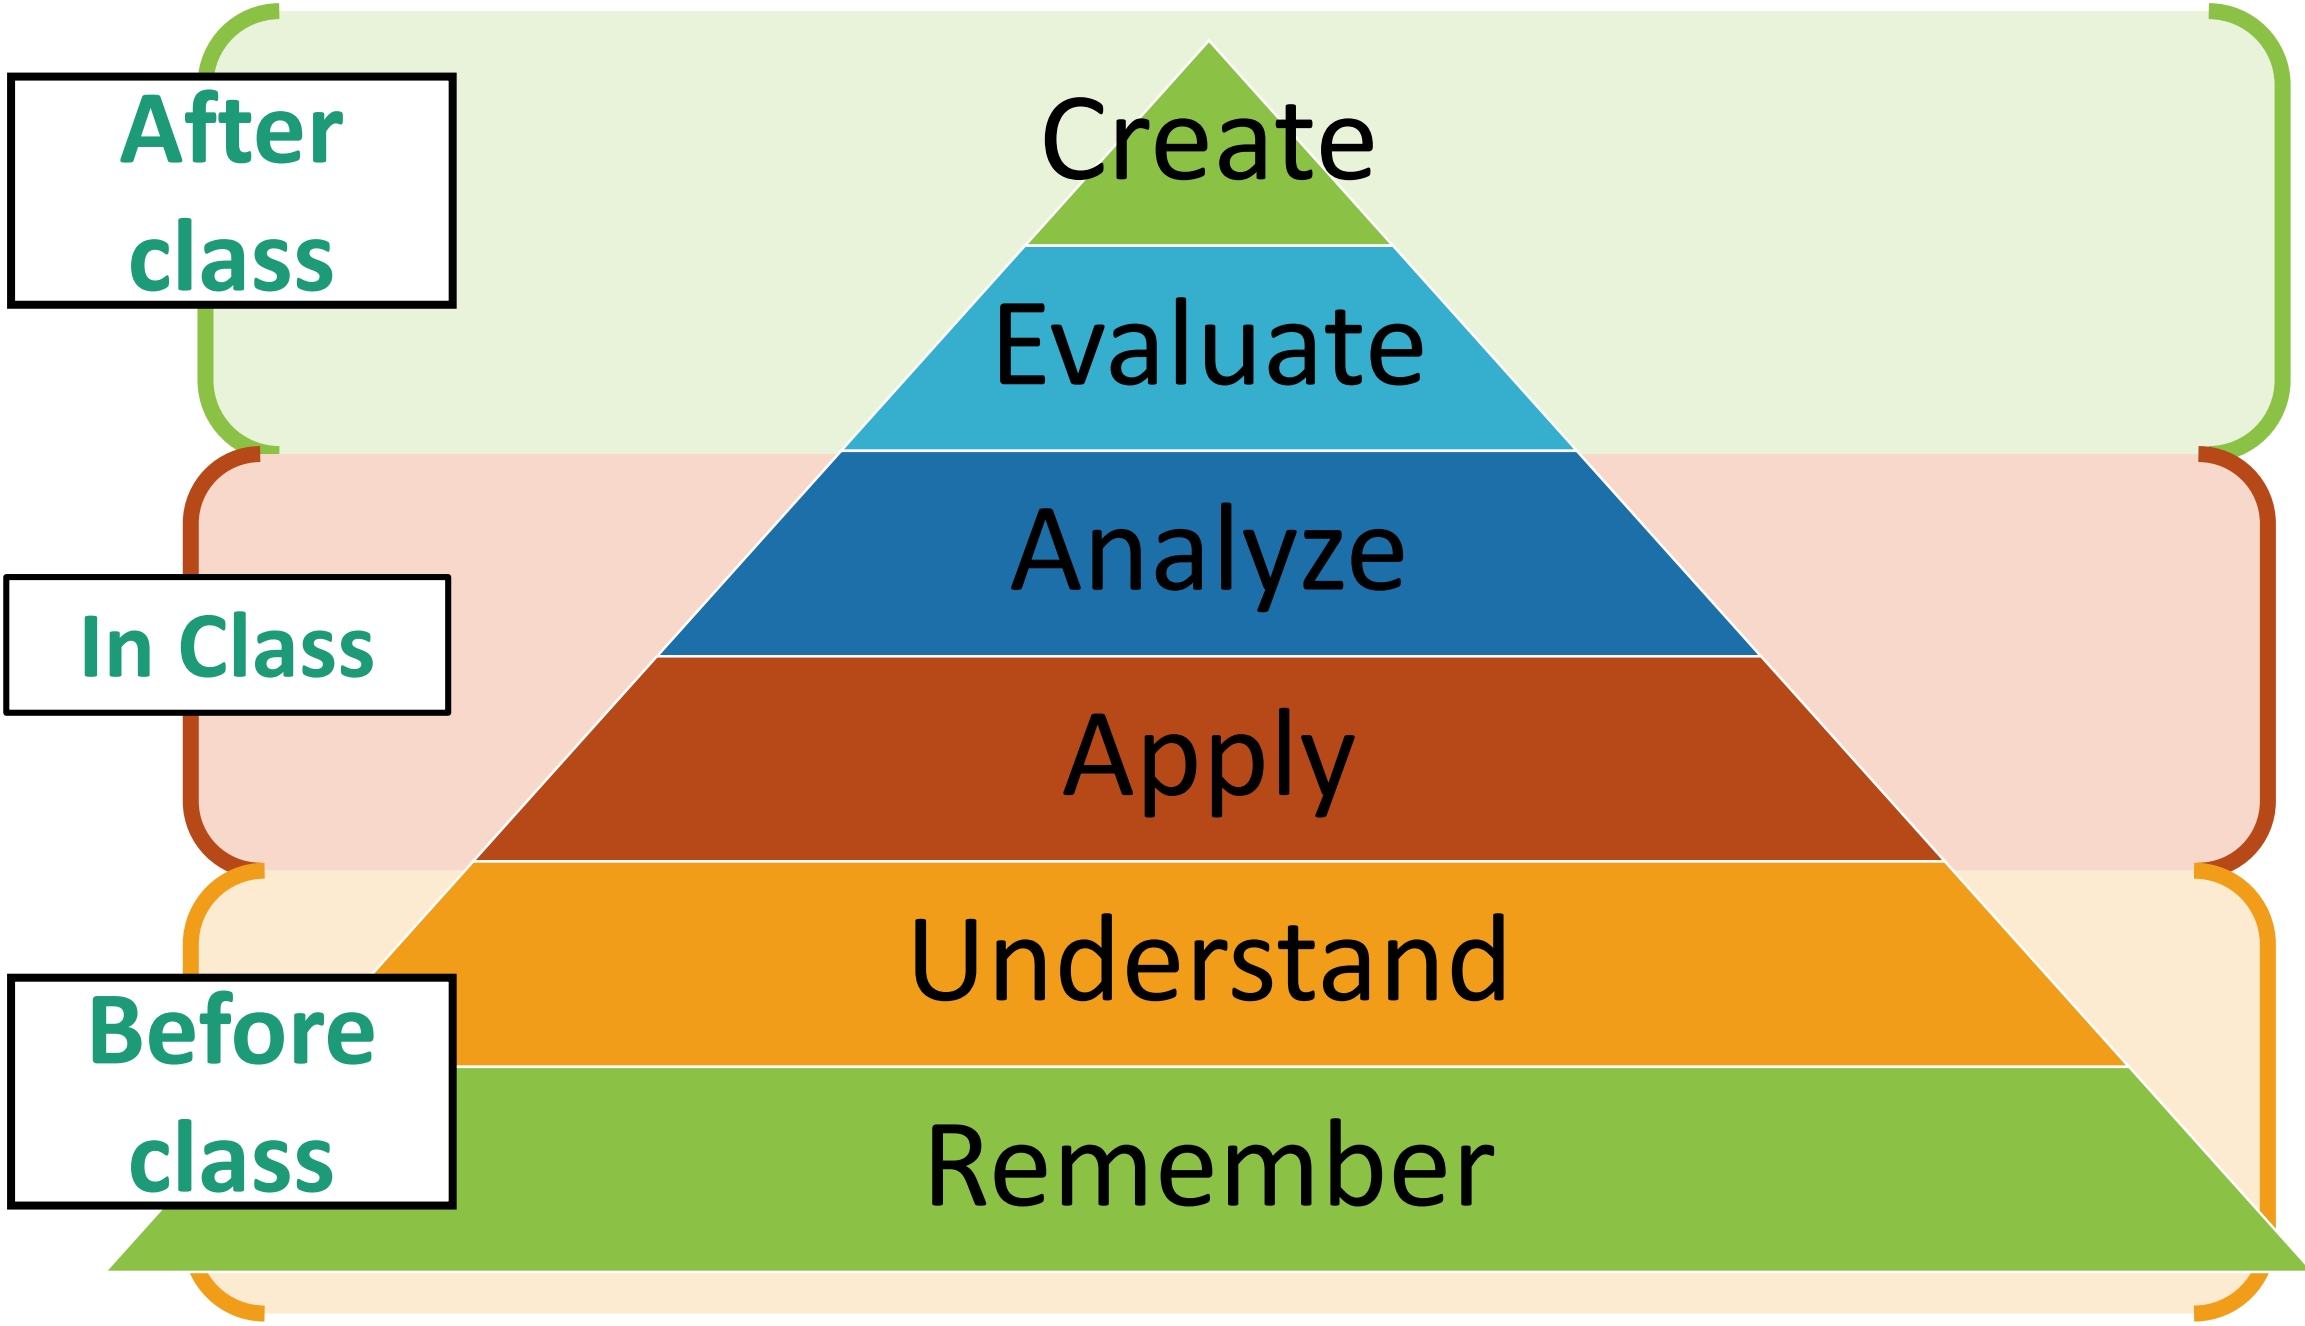 After
class
Create
Evaluate
Analyze
In Class
Apply
Understand
Before
class
Remember